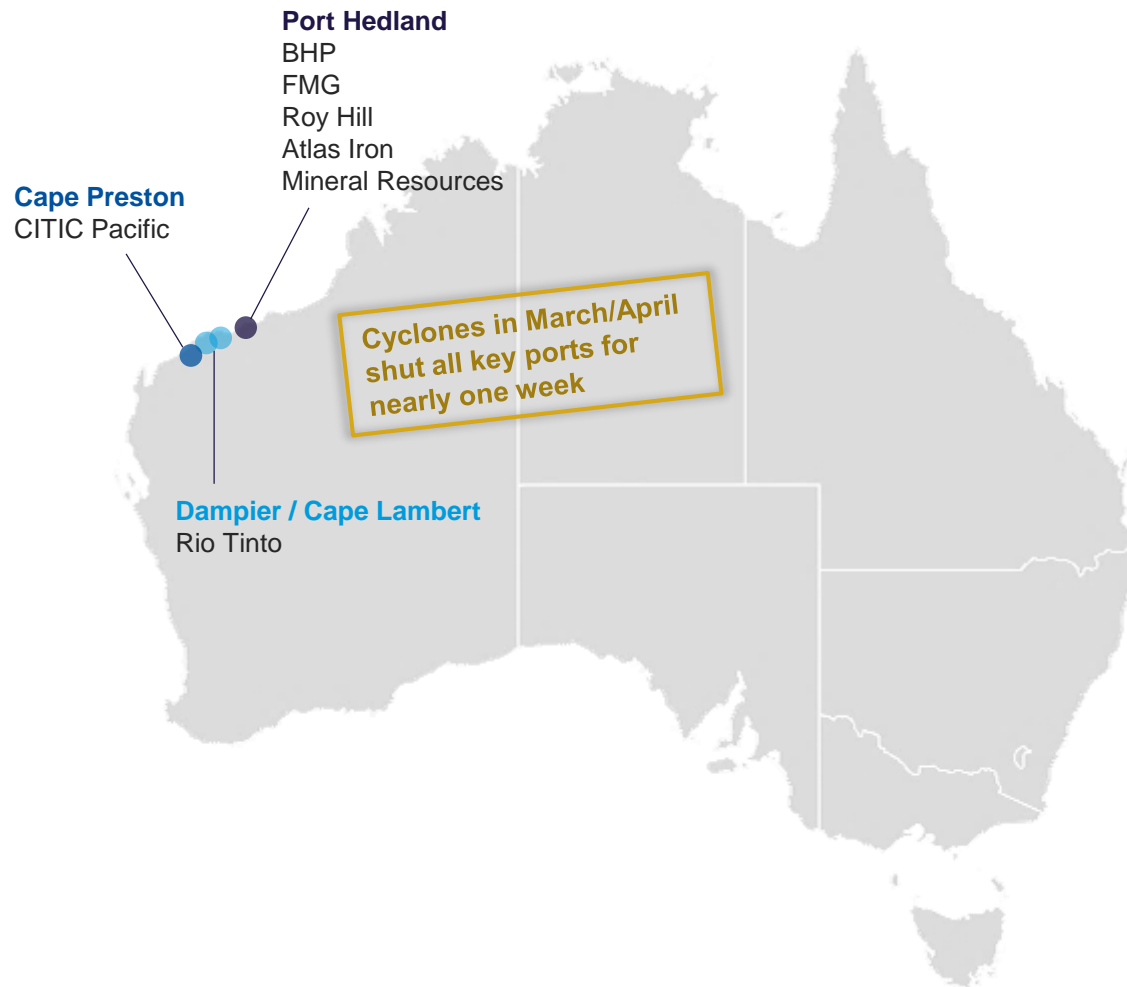 Port Hedland
BHP
FMG
Roy Hill
Atlas Iron
Mineral Resources
Cape Preston
CITIC Pacific
Cyclones in March/April
shut all key ports for
nearly one week
Dampier / Cape Lambert
Rio Tinto